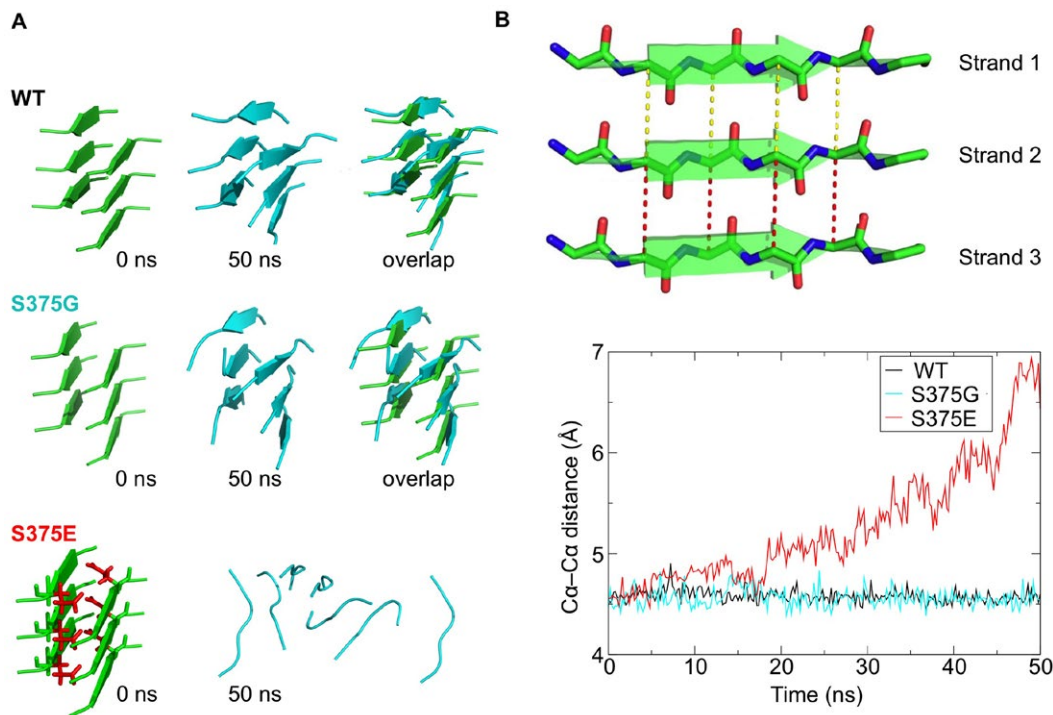 A
WT
0 ns
50 ns
overlap
S375G
0 ns
50 ns
overlap
S375E
0 ns
50 ns
B
Strand 1
Strand 2
Strand 3
7
6
5
4
Cα–Cα distance (Å)
WT
S375G
S375E
0 10 20 30 40 50
Time (ns)